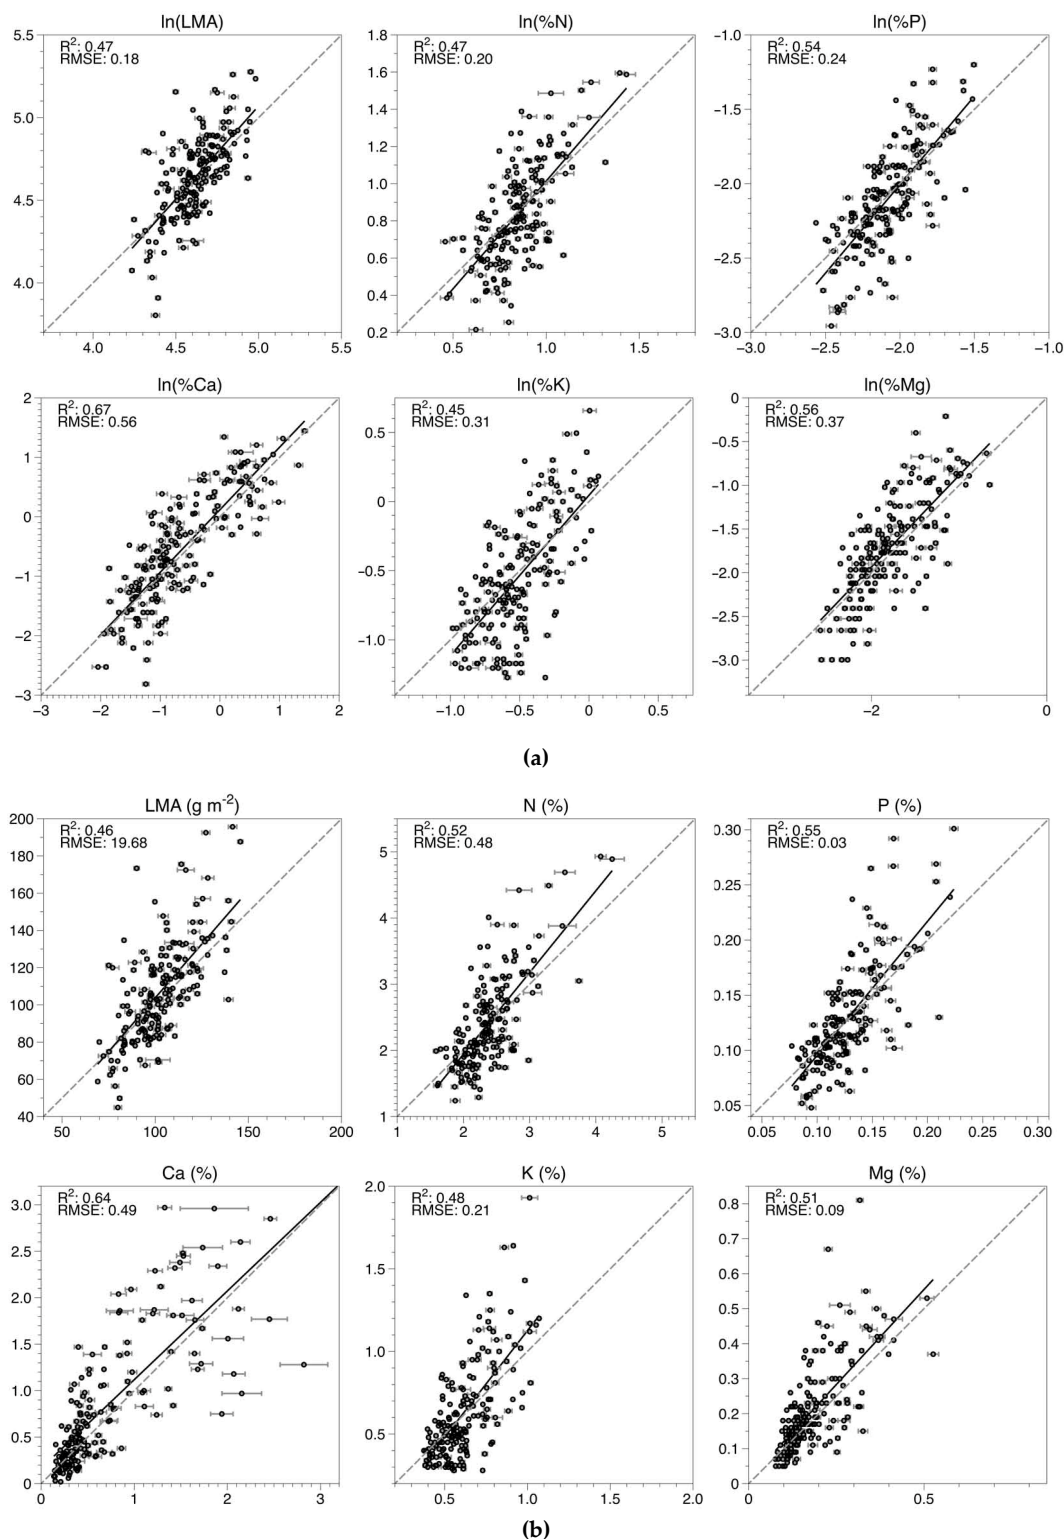 ln(LMA)
R²: 0.47
RMSE: 0.18
5.5
5.0
4.5
4.0
4.0 4.5 5.0 5.5
ln(%N)
R²: 0.47
RMSE: 0.20
1.8
1.6
1.4
1.2
1.0
0.8
0.6
0.4
0.2
0.5 1.0 1.5
ln(%P)
R²: 0.54
RMSE: 0.24
−1.0
−1.5
−2.0
−2.5
−3.0
−3.0 −2.5 −2.0 −1.5 −1.0
ln(%Ca)
R²: 0.67
RMSE: 0.56
2
1
0
−1
−2
−3
−3 −2 −1 0 1 2
ln(%K)
R²: 0.45
RMSE: 0.31
0.5
0
−0.5
−1.0
−1.0 −0.5 0 0.5
ln(%Mg)
R²: 0.56
RMSE: 0.37
0
−0.5
−1.0
−1.5
−2.0
−2.5
−3.0
−2 0
(a)
LMA (g m⁻²)
R²: 0.46
RMSE: 19.68
200
180
160
140
120
100
80
60
40
50 100 150 200
N (%)
R²: 0.52
RMSE: 0.48
5
4
3
2
1
1 2 3 4 5
P (%)
R²: 0.55
RMSE: 0.03
0.30
0.25
0.20
0.15
0.10
0.05
0.05 0.10 0.15 0.20 0.25 0.30
Ca (%)
R²: 0.64
RMSE: 0.49
3.0
2.5
2.0
1.5
1.0
0.5
0
0 1 2 3
K (%)
R²: 0.48
RMSE: 0.21
2.0
1.5
1.0
0.5
0.5 1.0 1.5 2.0
Mg (%)
R²: 0.51
RMSE: 0.09
0.8
0.7
0.6
0.5
0.4
0.3
0.2
0.1
0
0 0.5
(b)